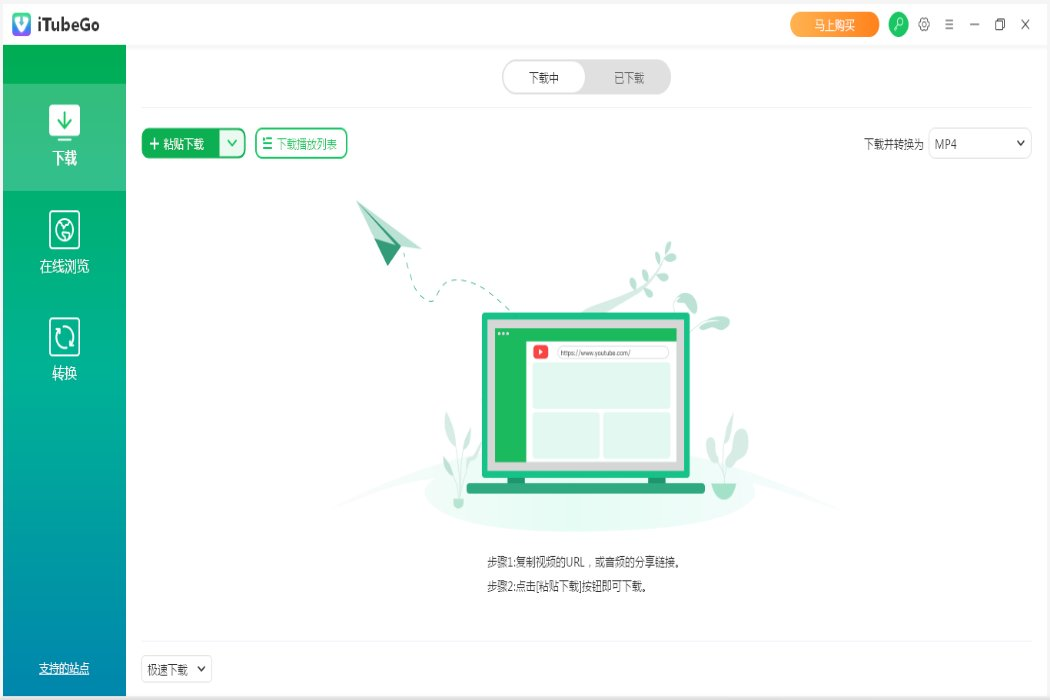 iTubeGo
马上购买
下载中
已下载
下载
粘贴下载
下载播放列表
下载并转换为
MP4
在线浏览
转换
https://www.youtube.com/
步骤1:复制视频的URL，或音频的分享链接。
步骤2:点击[粘贴下载]按钮即可下载。
支持的站点
极速下载